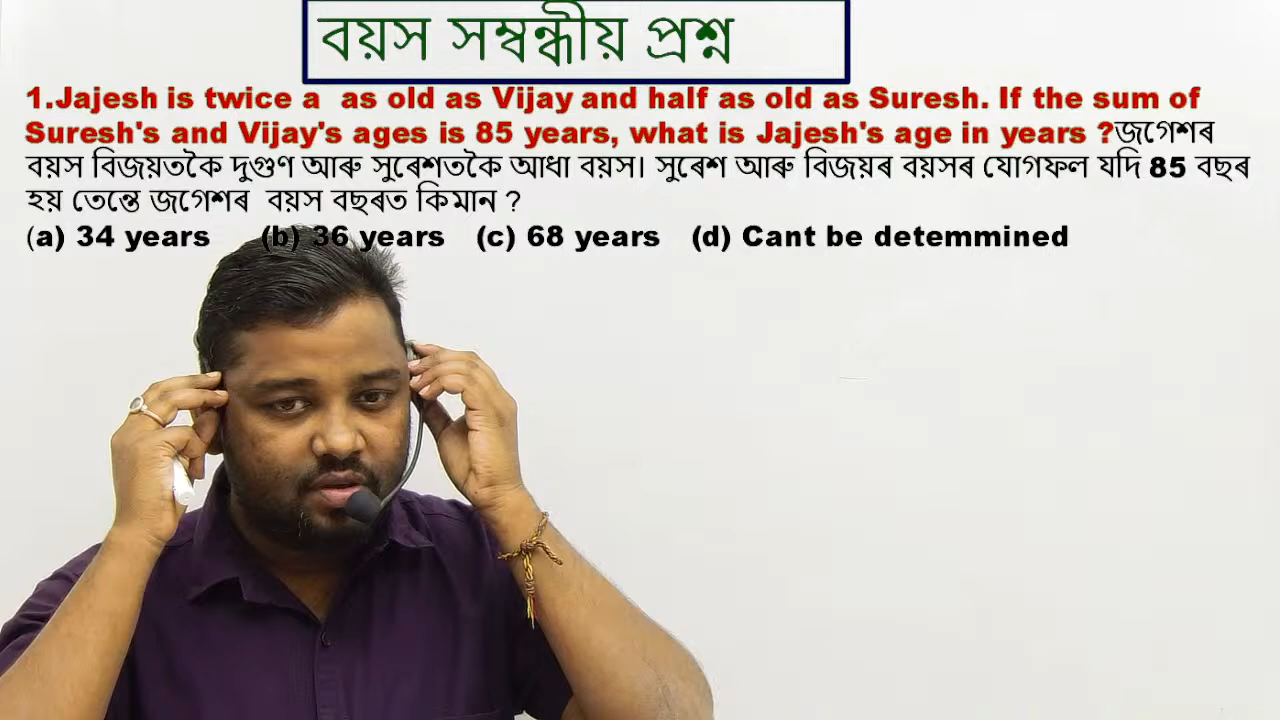 বয়স সম্বন্ধীয় প্ৰশ্ন
1.Jajesh is twice a as old as Vijay and half as old as Suresh. If the sum of
Suresh's and Vijay's ages is 85 years, what is Jajesh's age in years ?জগেশৰ
বয়স বিজয়তকৈ দুগুণ আৰু সুৰেশতকৈ আধা বয়স। সুৰেশ আৰু বিজয়ৰ বয়সৰ যোগফল যদি 85 বছৰ
হয় তেন্তে জগেশৰ বয়স বছৰত কিমান ?
(a) 34 years (b) 36 years (c) 68 years (d) Cant be detemmined